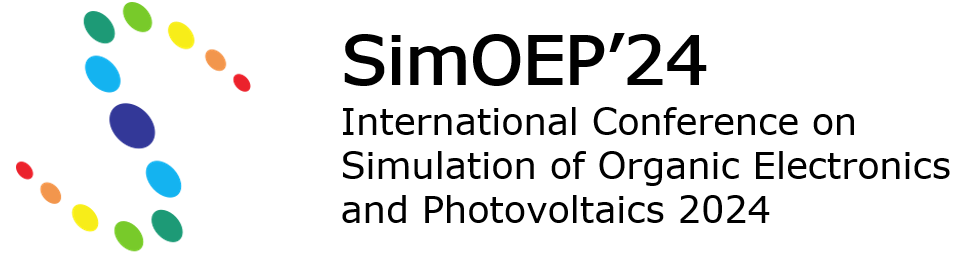 SimOEP’24
International Conference on
Simulation of Organic Electronics
and Photovoltaics 2024